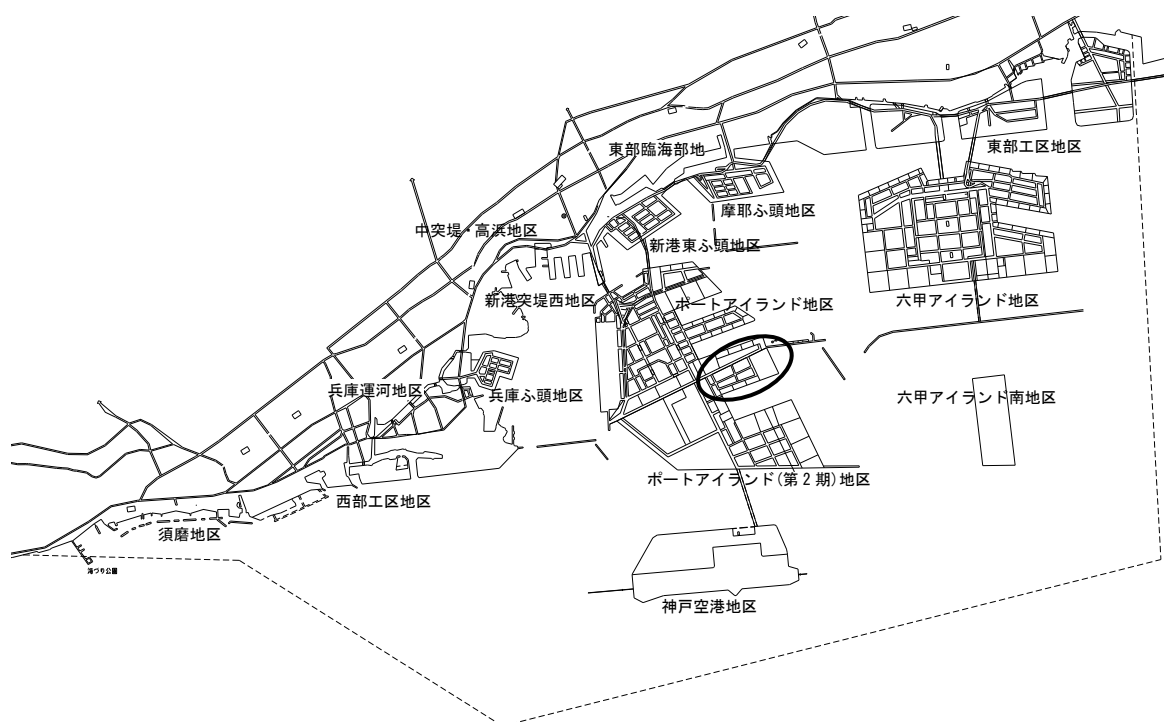 東部臨海部地
東部工区地区
摩耶ふ頭地区
中突堤・高浜地区
新港東ふ頭地区
新港突堤西地区
ポートアイランド地区
六甲アイランド地区
兵庫運河地区
兵庫ふ頭地区
六甲アイランド南地区
ポートアイランド(第2期)地区
西部工区地区
須磨地区
海づり公園
神戸空港地区